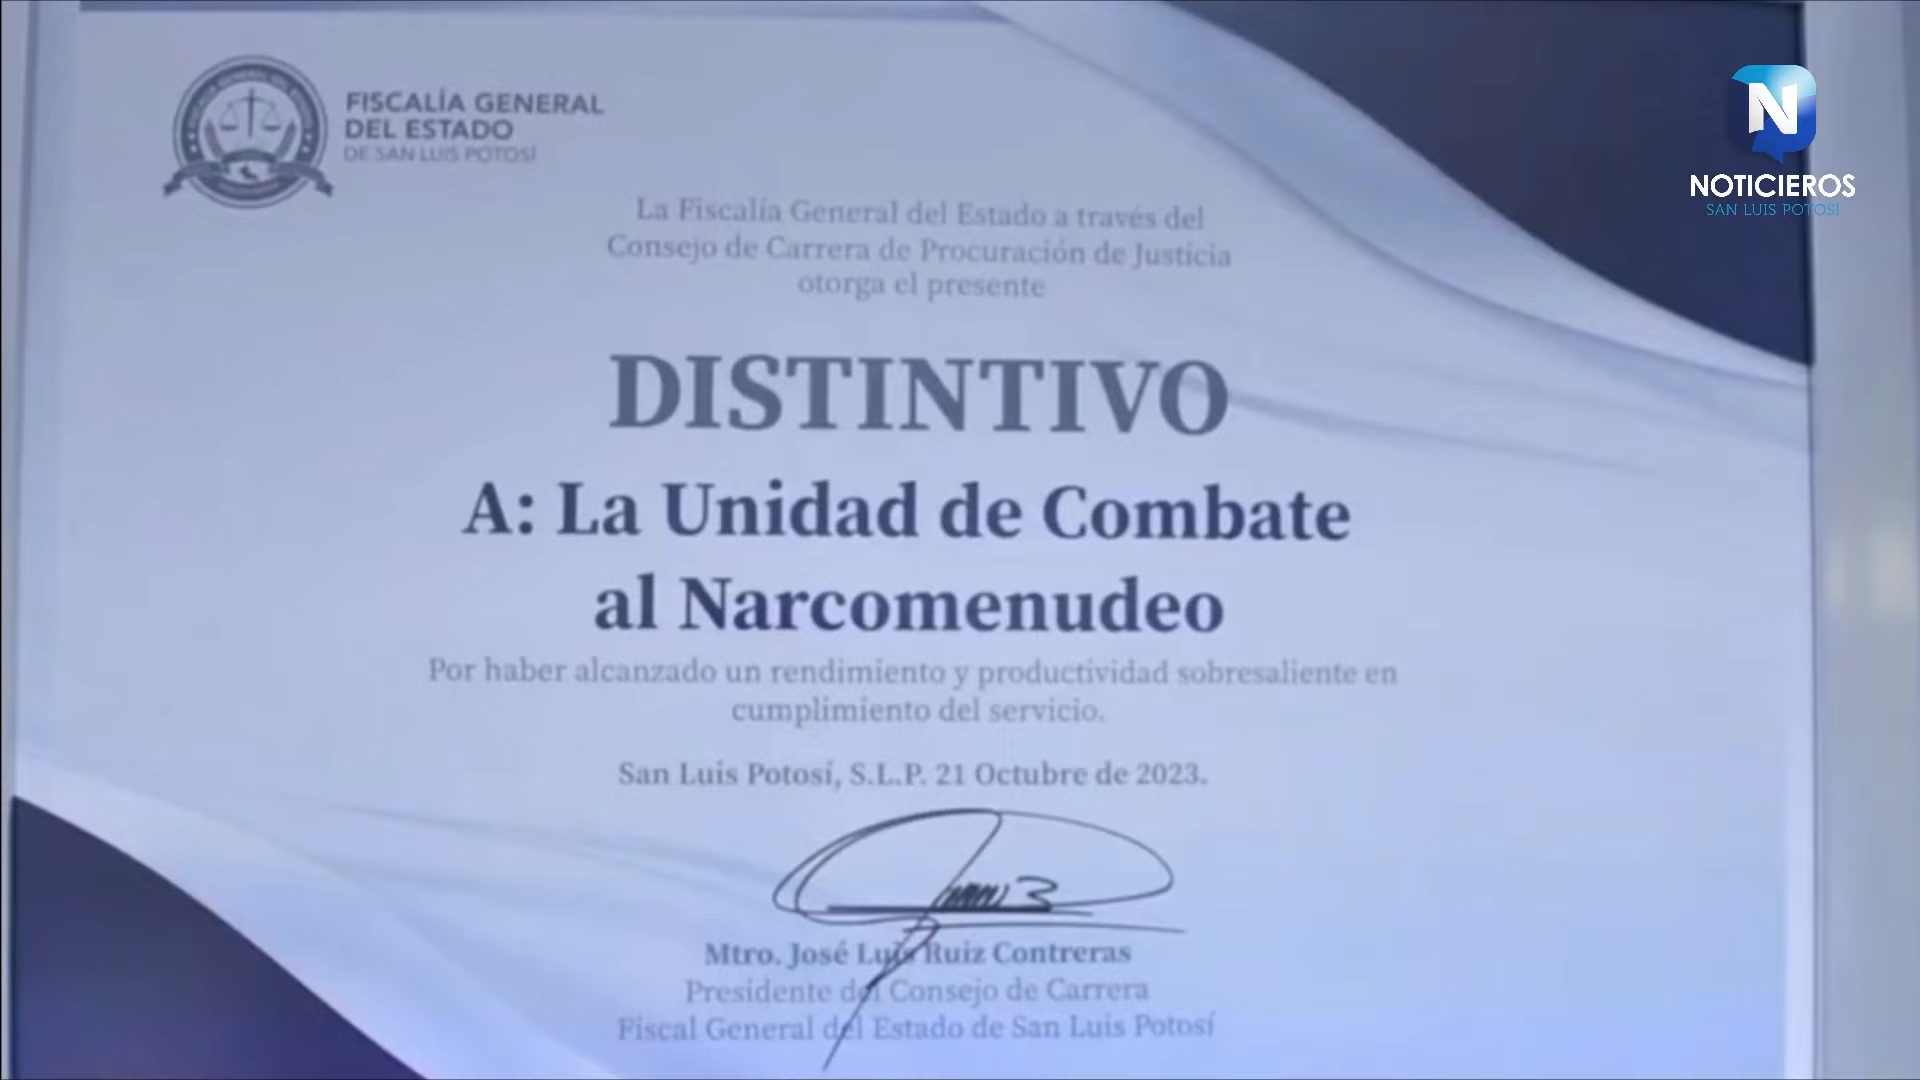 FISCALÍA GENERAL
DEL ESTADO
DE SAN LUIS POTOSÍ
N
NOTICIEROS
SAN LUIS POTOSÍ
La Fiscalía General del Estado a través del
Consejo de Carrera de Procuración de Justicia
otorga el presente
DISTINTIVO
A: La Unidad de Combate
al Narcomenudeo
Por haber alcanzado un rendimiento y productividad sobresaliente en
cumplimiento del servicio.
San Luis Potosí, S.L.P. 21 Octubre de 2023.
Mtro. José Luis Ruiz Contreras
Presidente del Consejo de Carrera
Fiscal General del Estado de San Luis Potosí